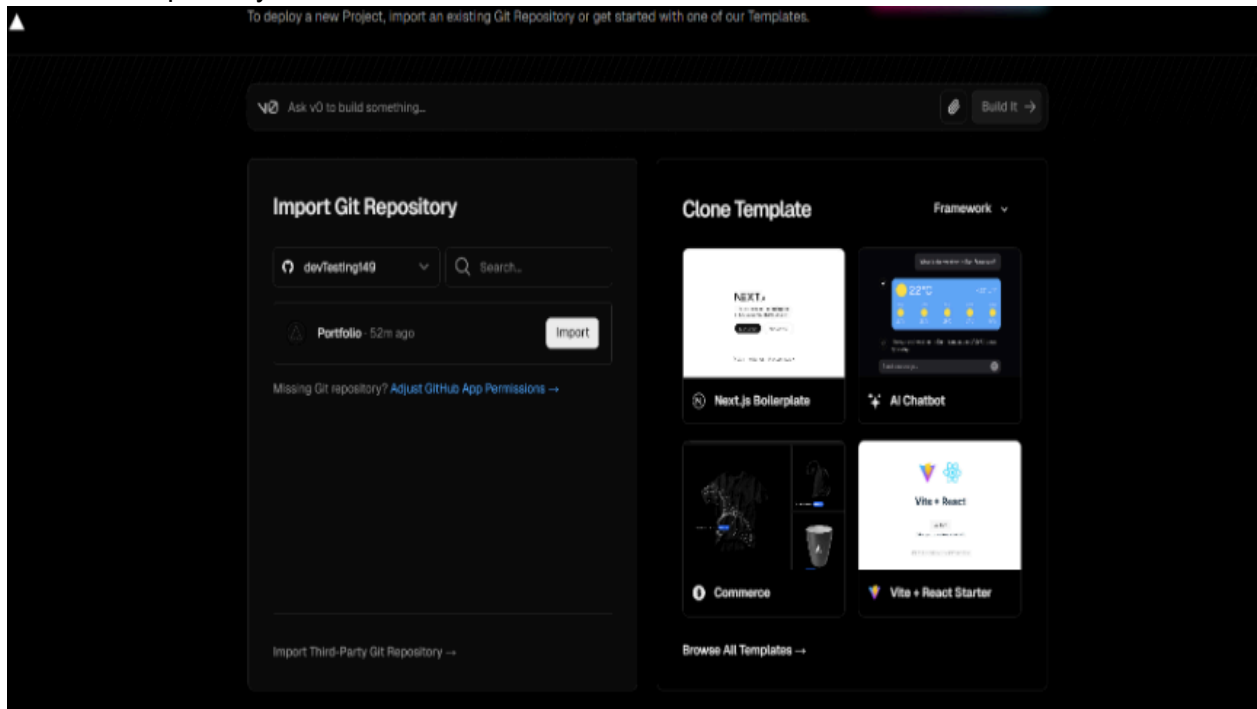 To deploy a new Project, import an existing Git Repository or get started with one of our Templates.
v0 Ask v0 to build something...
Build It →
Import Git Repository
devTesting149
Search...
Portfolio · 52m ago
Import
Missing Git repository? Adjust GitHub App Permissions →
Import Third-Party Git Repository →
Clone Template
Framework
NEXT.
22°C
Next.js Boilerplate
AI Chatbot
Vite + React
Commerce
Vite + React Starter
Browse All Templates →